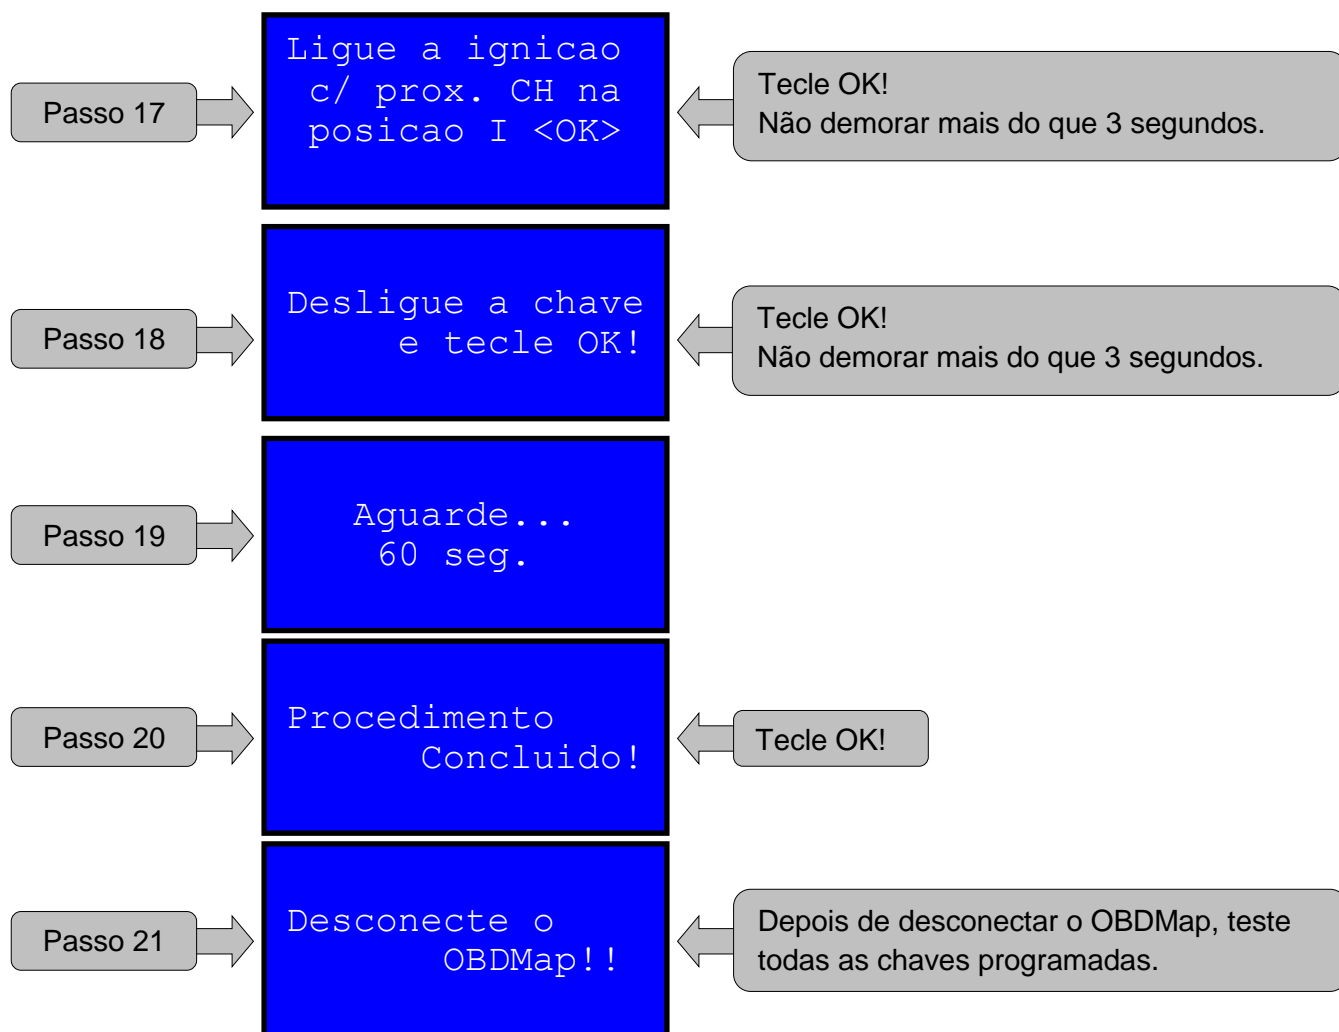 Passo 17
Ligue a ignicao
c/ prox. CH na
posicao I <OK>
Tecle OK!
Não demorar mais do que 3 segundos.
Passo 18
Desligue a chave
e tecle OK!
Tecle OK!
Não demorar mais do que 3 segundos.
Passo 19
Aguarde...
60 seg.
Passo 20
Procedimento
Concluido!
Tecle OK!
Passo 21
Desconecte o
OBDMap!!
Depois de desconectar o OBDMap, teste
todas as chaves programadas.